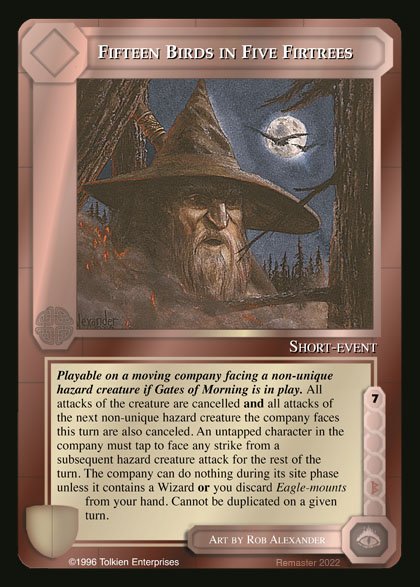 FIFTEEN BIRDS IN FIVE FIRTREES
Alexander
SHORT-EVENT
Playable on a moving company facing a non-unique
hazard creature if Gates of Morning is in play. All
attacks of the creature are cancelled and all attacks of
the next non-unique hazard creature the company faces
this turn are also canceled. An untapped character in the
company must tap to face any strike from a
subsequent hazard creature attack for the rest of the
turn. The company can do nothing during its site phase
unless it contains a Wizard or you discard Eagle-mounts
from your hand. Cannot be duplicated on a given
turn.
7
ART BY ROB ALEXANDER
©1996 Tolkien Enterprises
Remaster 2022